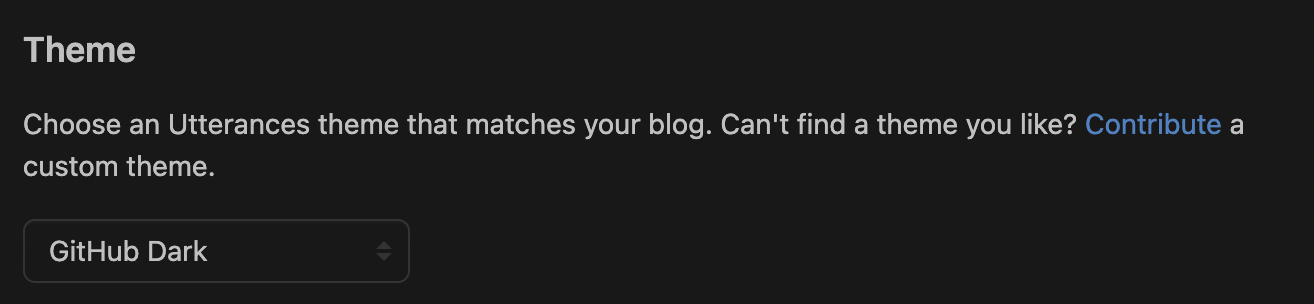 Theme
Choose an Utterances theme that matches your blog. Can't find a theme you like? Contribute a
custom theme.
GitHub Dark